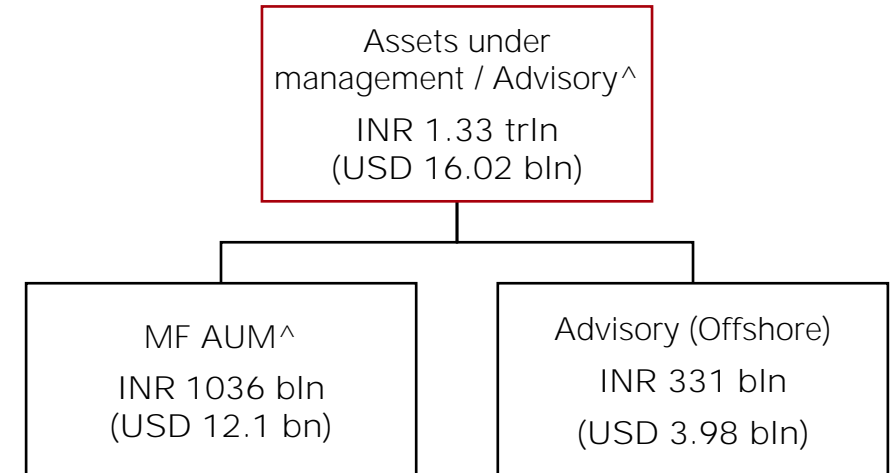 Assets under
management / Advisory^
INR 1.33 trln
(USD 16.02 bln)
MF AUM^
INR 1036 bln
(USD 12.1 bn)
Advisory (Offshore)
INR 331 bln
(USD 3.98 bln)